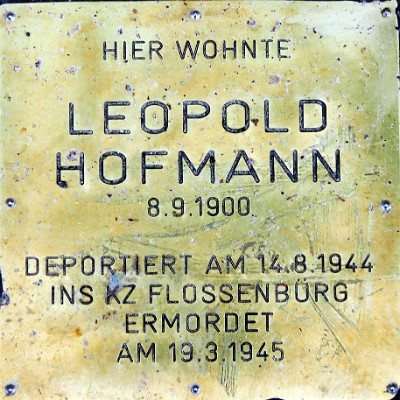 HIER WOHNTE
LEOPOLD
HOFMANN
8.9.1900
DEPORTIERT AM 14.8.1944
INS KZ FLOSSENBÜRG
ERMORDET
AM 19.3.1945